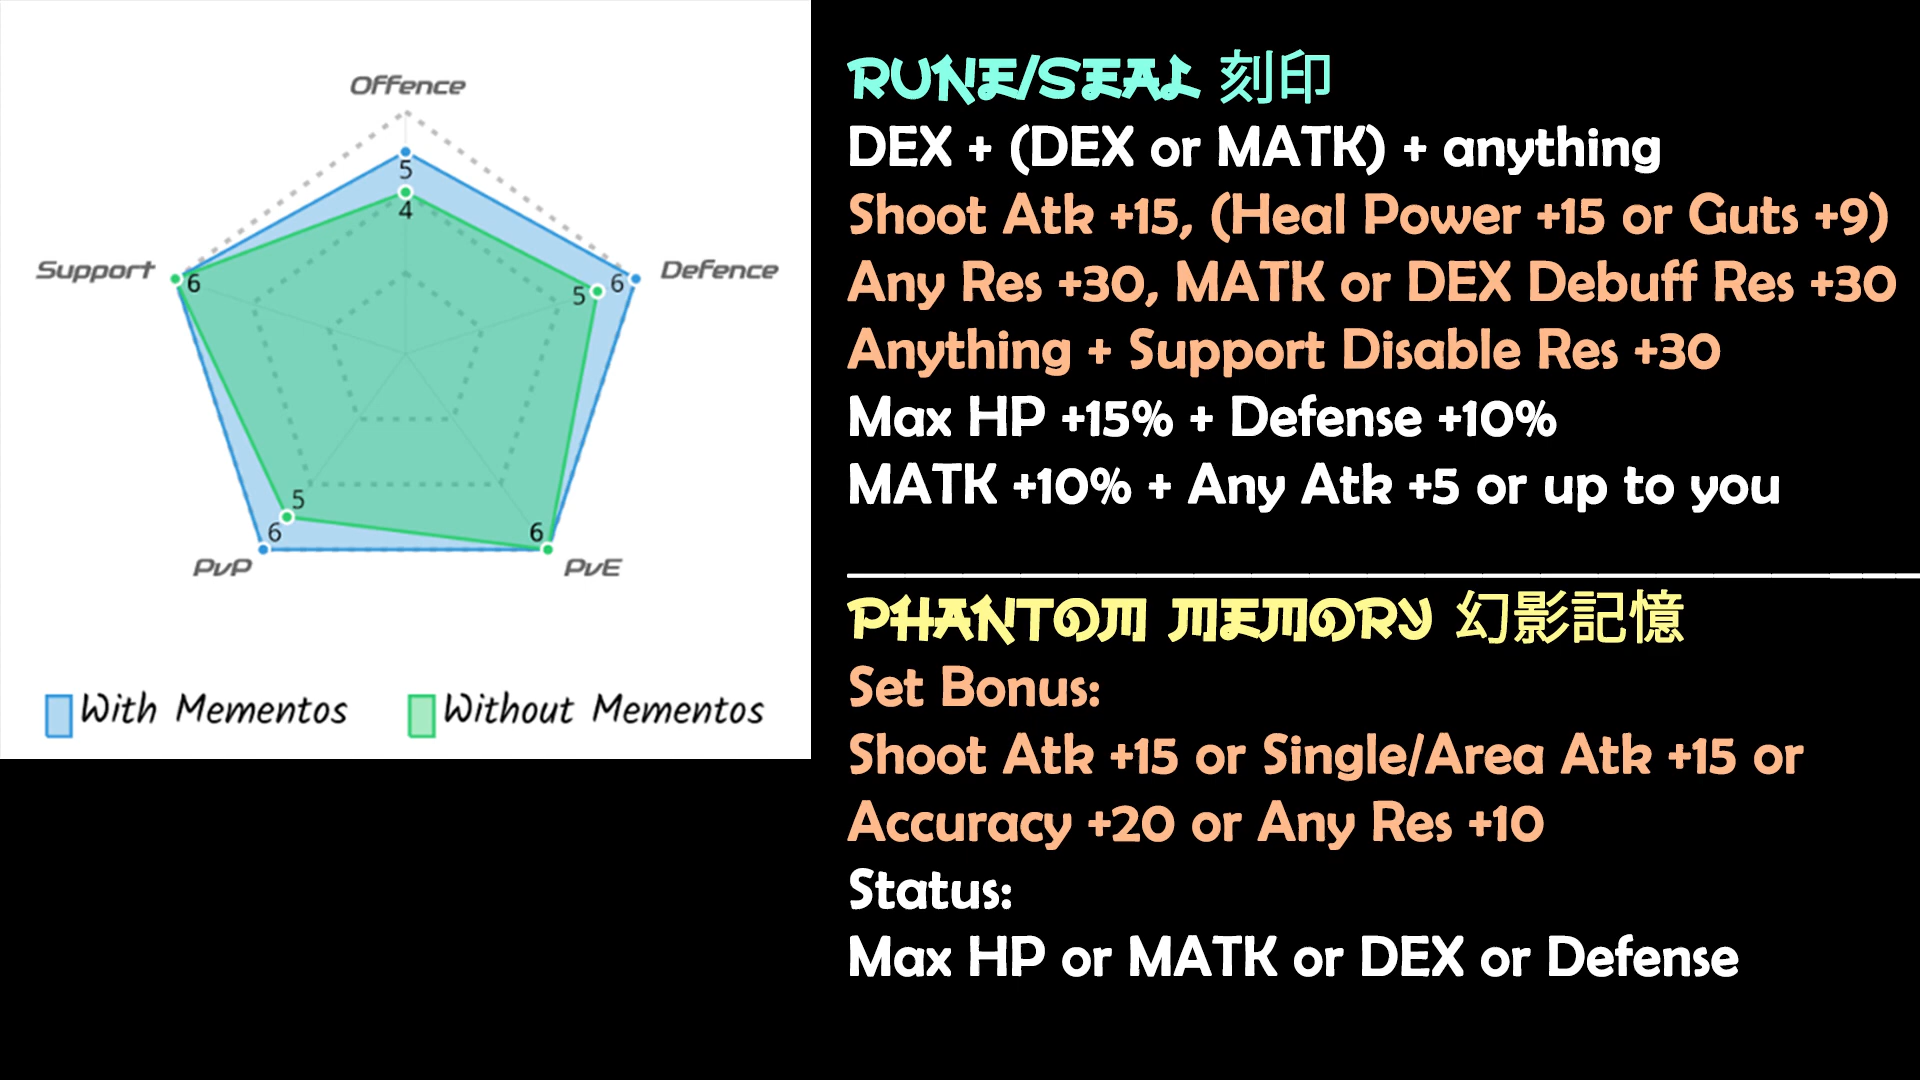 Offence
5
4
Support
6
Defence
5
6
5
6
6
PvP
PvE
With Mementos
Without Mementos
RUNE/SEAL 刻印
DEX + (DEX or MATK) + anything
Shoot Atk +15, (Heal Power +15 or Guts +9)
Any Res +30, MATK or DEX Debuff Res +30
Anything + Support Disable Res +30
Max HP +15% + Defense +10%
MATK +10% + Any Atk +5 or up to you
PHANTOM MEMORY 幻影記憶
Set Bonus:
Shoot Atk +15 or Single/Area Atk +15 or
Accuracy +20 or Any Res +10
Status:
Max HP or MATK or DEX or Defense